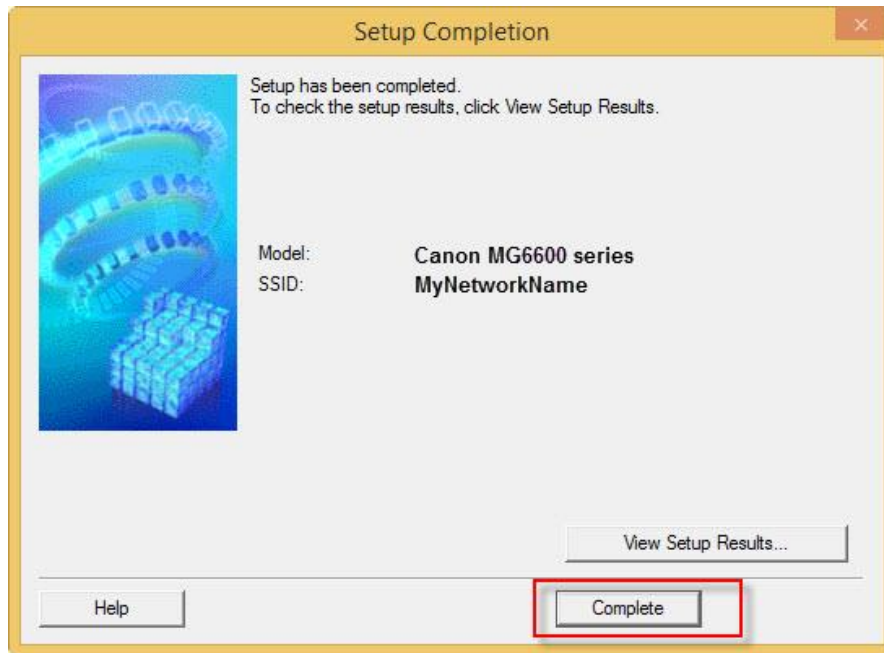 Setup Completion
Setup has been completed.
To check the setup results, click View Setup Results.
Model: Canon MG6600 series
SSID: MyNetworkName
View Setup Results...
Help Complete